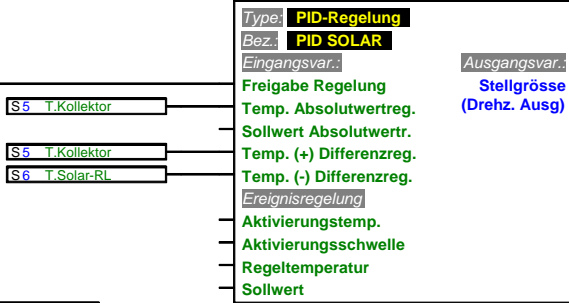 Type: PID-Regelung
Bez.: PID SOLAR
Eingangsvar.: Ausgangsvar.:
Freigabe Regelung Stellgrösse
S5 T.Kollektor Temp. Absolutwertreg. (Drehz. Ausg)
Sollwert Absolutwertr.
S5 T.Kollektor Temp. (+) Differenzreg.
S6 T.Solar-RL Temp. (-) Differenzreg.
Ereignisregelung
Aktivierungstemp.
Aktivierungsschwelle
Regeltemperatur
Sollwert